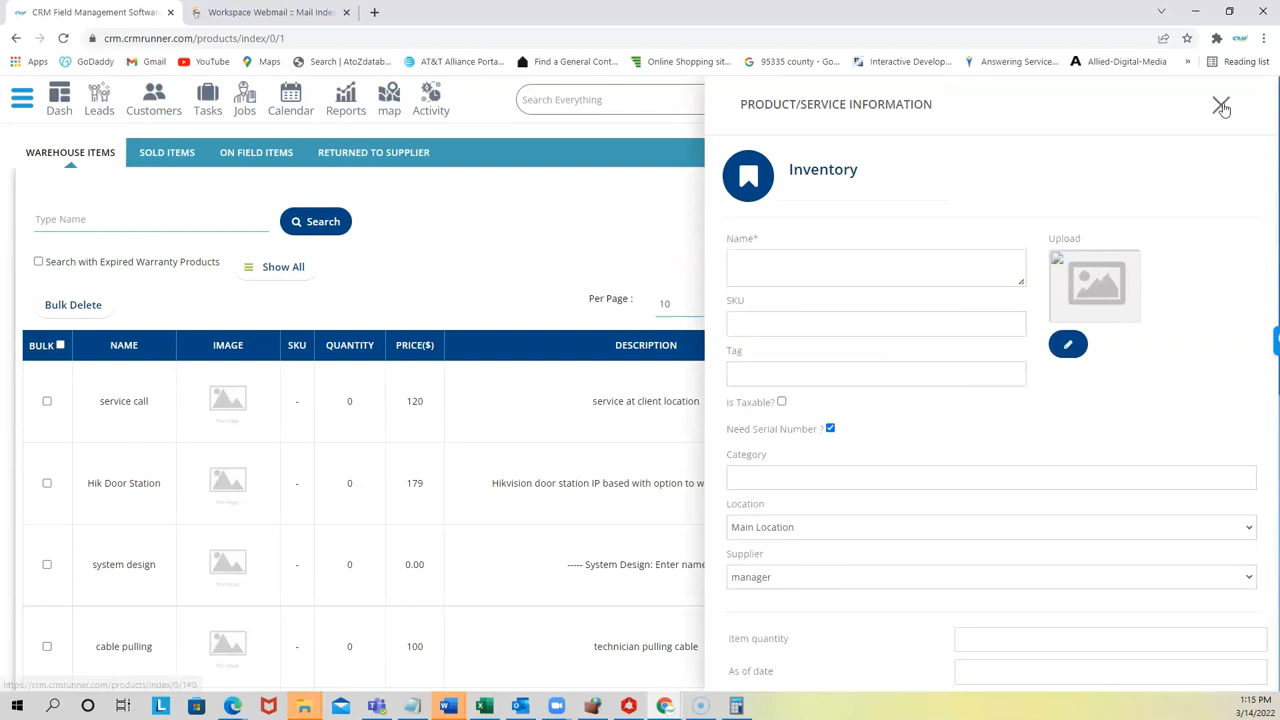 CRM Field Management Software
Workspace Webmail :: Mail Index
crm.crmrunner.com/products/index/0/1
Apps
GoDaddy
Gmail
YouTube
Maps
Search | AtoZdatab...
AT&T Alliance Porta...
Find a General Cont...
Online Shopping sit...
95335 county - Go...
Interactive Develop...
Answering Service...
Allied-Digital-Media
»
Reading list
Dash
Leads
Customers
Tasks
Jobs
Calendar
Reports
map
Activity
Search Everything
PRODUCT/SERVICE INFORMATION
WAREHOUSE ITEMS
SOLD ITEMS
ON FIELD ITEMS
RETURNED TO SUPPLIER
Type Name
Search
Search with Expired Warranty Products
Show All
Bulk Delete
Per Page :
10
BULK NAME IMAGE SKU QUANTITY PRICE($) DESCRIPTION
service call - 0 120 service at client location
Hik Door Station - 0 179 Hikvision door station IP based with option to w
system design - 0 0.00 ----- System Design: Enter name
cable pulling - 0 100 technician pulling cable
Inventory
Name*
Upload
SKU
Tag
Is Taxable?
Need Serial Number ?
Category
Location
Main Location
Supplier
manager
Item quantity
As of date
https://crm.crmrunner.com/products/index/0/1#0
1:15 PM
3/14/2022